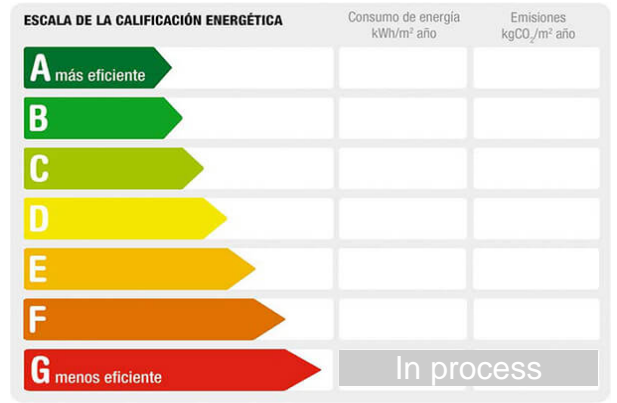 ESCALA DE LA CALIFICACIÓN ENERGÉTICA
Consumo de energía
kWh/m² año
Emisiones
kgCO₂/m² año
A más eficiente
B
C
D
E
F
G menos eficiente
In process